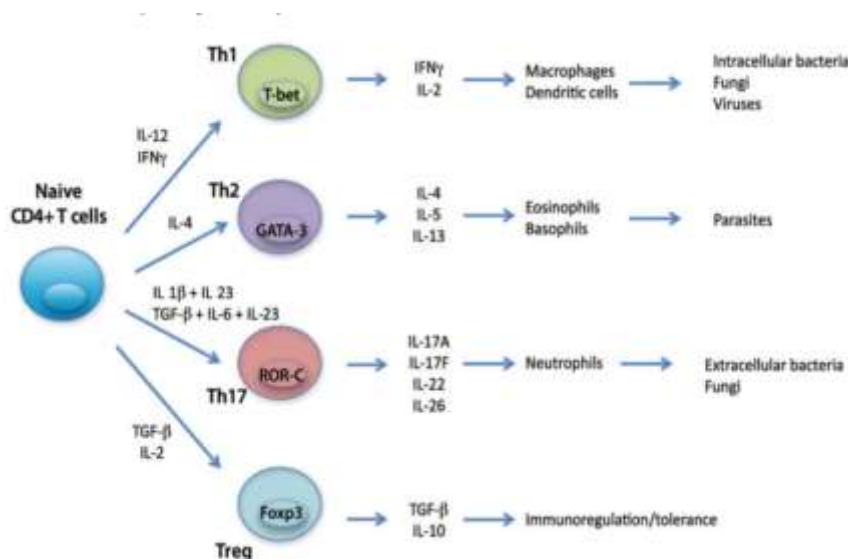 Naive
CD4+ T cells
IL-12
IFNγ
IL-4
IL 1β + IL 23
TGF-β + IL-6 + IL-23
TGF-β
IL-2
Th1
T-bet
IFNγ
IL-2
Macrophages
Dendritic cells
Intracellular bacteria
Fungi
Viruses
Th2
GATA-3
IL-4
IL-5
IL-13
Eosinophils
Basophils
Parasites
ROR-C
Th17
IL-17A
IL-17F
IL-22
IL-26
Neutrophils
Extracellular bacteria
Fungi
Foxp3
Treg
TGF-β
IL-10
Immunoregulation/tolerance